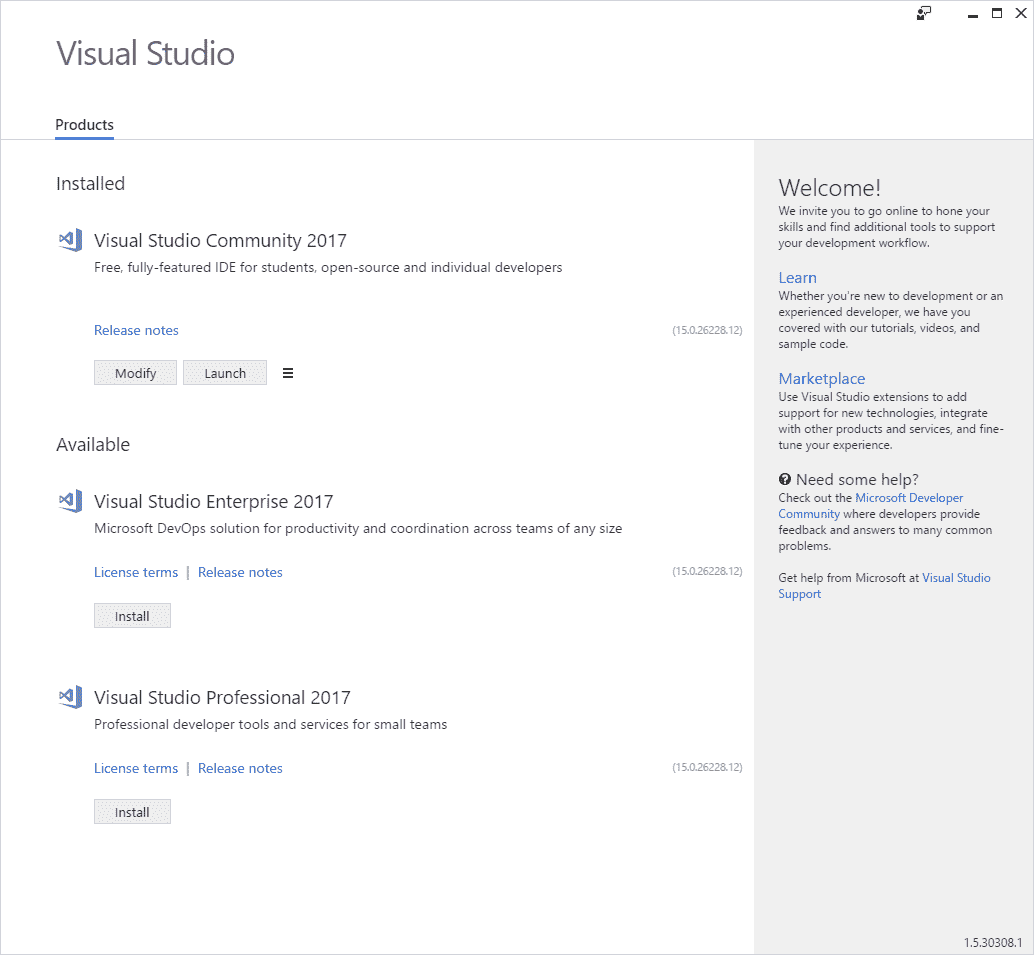 Visual Studio
Products
Installed
Visual Studio Community 2017
Free, fully-featured IDE for students, open-source and individual developers
Release notes
(15.0.26228.12)
Modify
Launch
Available
Visual Studio Enterprise 2017
Microsoft DevOps solution for productivity and coordination across teams of any size
License terms | Release notes
(15.0.26228.12)
Install
Visual Studio Professional 2017
Professional developer tools and services for small teams
License terms | Release notes
(15.0.26228.12)
Install
Welcome!
We invite you to go online to hone your
skills and find additional tools to support
your development workflow.
Learn
Whether you're new to development or an
experienced developer, we have you
covered with our tutorials, videos, and
sample code.
Marketplace
Use Visual Studio extensions to add
support for new technologies, integrate
with other products and services, and fine-
tune your experience.
Need some help?
Check out the Microsoft Developer
Community where developers provide
feedback and answers to many common
problems.
Get help from Microsoft at Visual Studio
Support
1.5.30308.1